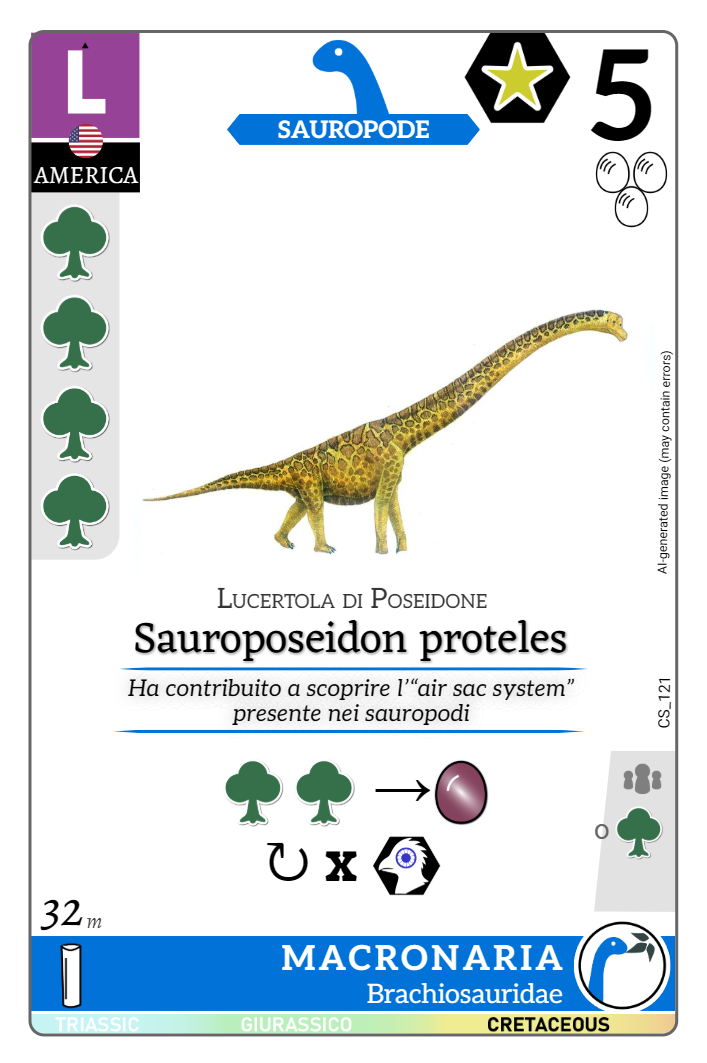 L
SAUROPODE
5
AMERICA
AI-generated image (may contain errors)
LUCERTOLA DI POSEIDONE
Sauroposeidon proteles
Ha contribuito a scoprire l'“air sac system”
presente nei sauropodi
CS_121
O
x
32 m
MACRONARIA
Brachiosauridae
TRIASSIC
GIURASSICO
CRETACEOUS